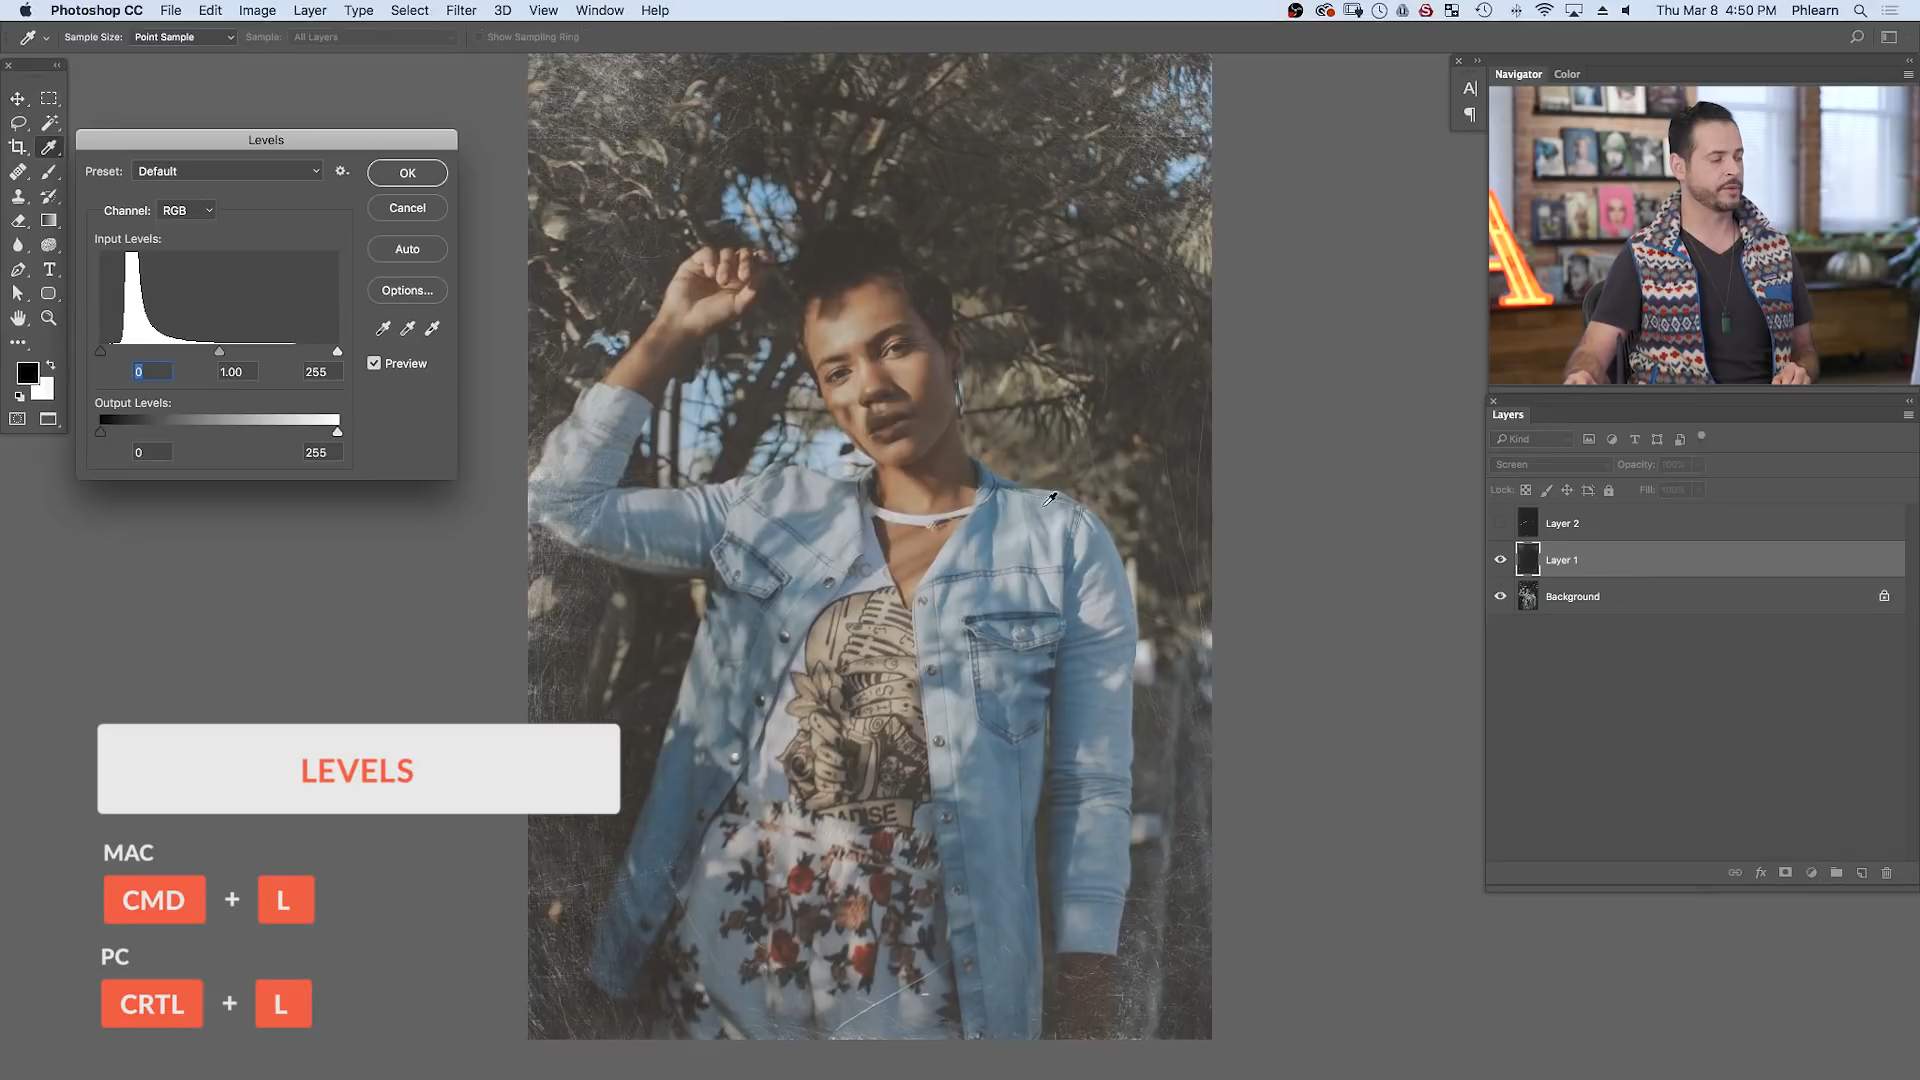 Photoshop CC File Edit Image Layer Type Select Filter 3D View Window Help Thu Mar 8 4:50 PM Phlearn
Sample Size: Point Sample Sample: All Layers Show Sampling Ring
Levels
Preset: Default
OK
Channel: RGB
Cancel
Input Levels:
Auto
Options...
0 1.00 255
Preview
Output Levels:
0 255
LEVELS
MAC
CMD + L
PC
CRTL + L
Navigator Color
A
Layers
Kind
Screen Opacity: 100%
Lock: Fill: 100%
Layer 2
Layer 1
Background